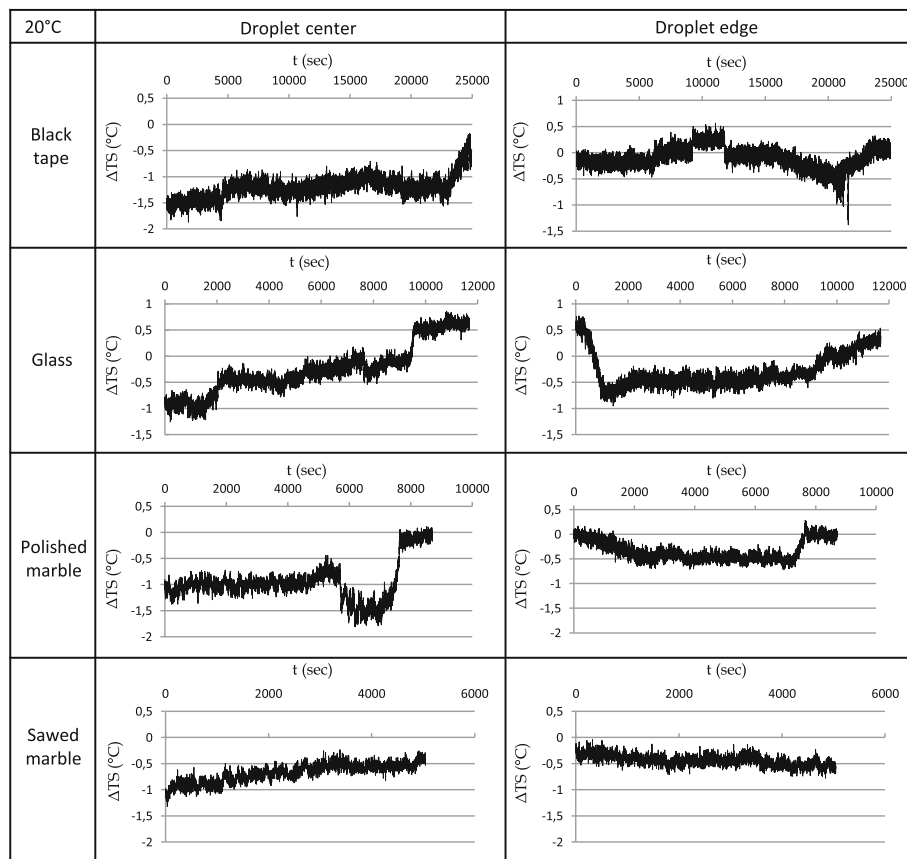 20°C
Droplet center
Droplet edge
Black
tape
t (sec)
0 5000 10000 15000 20000 25000
0,5
0
-0,5
-1
-1,5
-2
ΔTS (°C)
t (sec)
0 5000 10000 15000 20000 25000
1
0,5
0
-0,5
-1
-1,5
ΔTS (°C)
Glass
t (sec)
0 2000 4000 6000 8000 10000 12000
1
0,5
0
-0,5
-1
-1,5
ΔTS (°C)
t (sec)
0 2000 4000 6000 8000 10000 12000
1
0,5
0
-0,5
-1
-1,5
ΔTS (°C)
Polished
marble
t (sec)
0 2000 4000 6000 8000 10000
0,5
0
-0,5
-1
-1,5
-2
ΔTS (°C)
t (sec)
0 2000 4000 6000 8000 10000
0,5
0
-0,5
-1
-1,5
-2
ΔTS (°C)
Sawed
marble
t (sec)
0 2000 4000 6000
0,5
0
-0,5
-1
-1,5
-2
ΔTS (°C)
t (sec)
0 2000 4000 6000
0,5
0
-0,5
-1
-1,5
-2
ΔTS (°C)